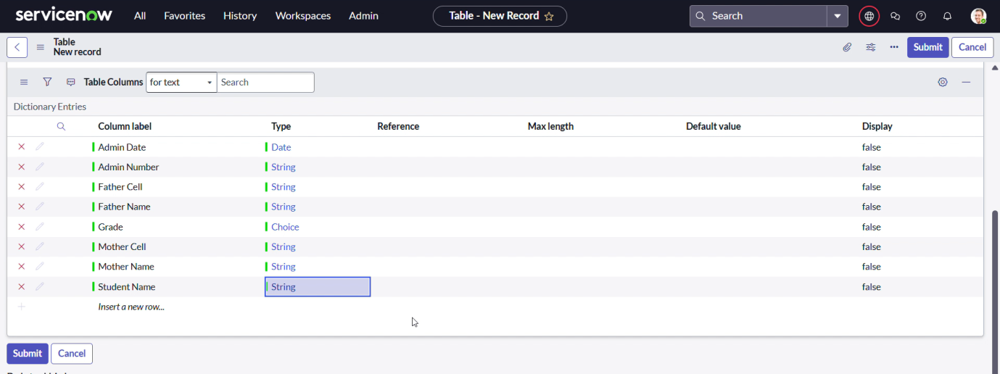 servicenow All Favorites History Workspaces Admin Table - New Record Search
Table
New record Submit Cancel
Table Columns for text Search
Dictionary Entries
Column label Type Reference Max length Default value Display
Admin Date Date false
Admin Number String false
Father Cell String false
Father Name String false
Grade Choice false
Mother Cell String false
Mother Name String false
Student Name String false
Insert a new row...
Submit Cancel